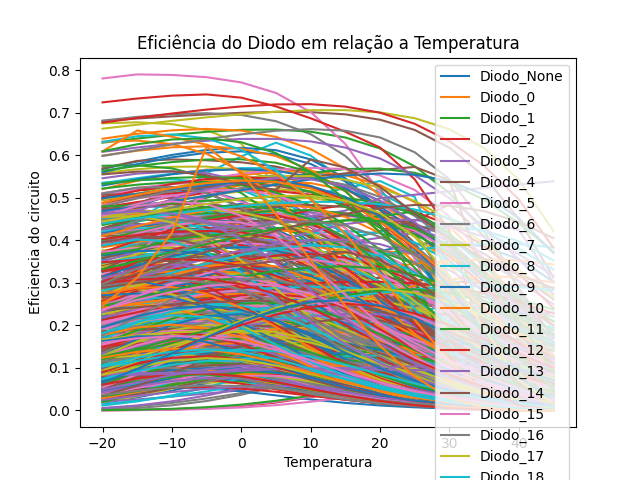 Eficiência do Diodo em relação a Temperatura
Eficiencia do circuito
0.8
0.7
0.6
0.5
0.4
0.3
0.2
0.1
0.0
−20
−10
0
10
20
30
40
Temperatura
Diodo_None
Diodo_0
Diodo_1
Diodo_2
Diodo_3
Diodo_4
Diodo_5
Diodo_6
Diodo_7
Diodo_8
Diodo_9
Diodo_10
Diodo_11
Diodo_12
Diodo_13
Diodo_14
Diodo_15
Diodo_16
Diodo_17
Diodo_18